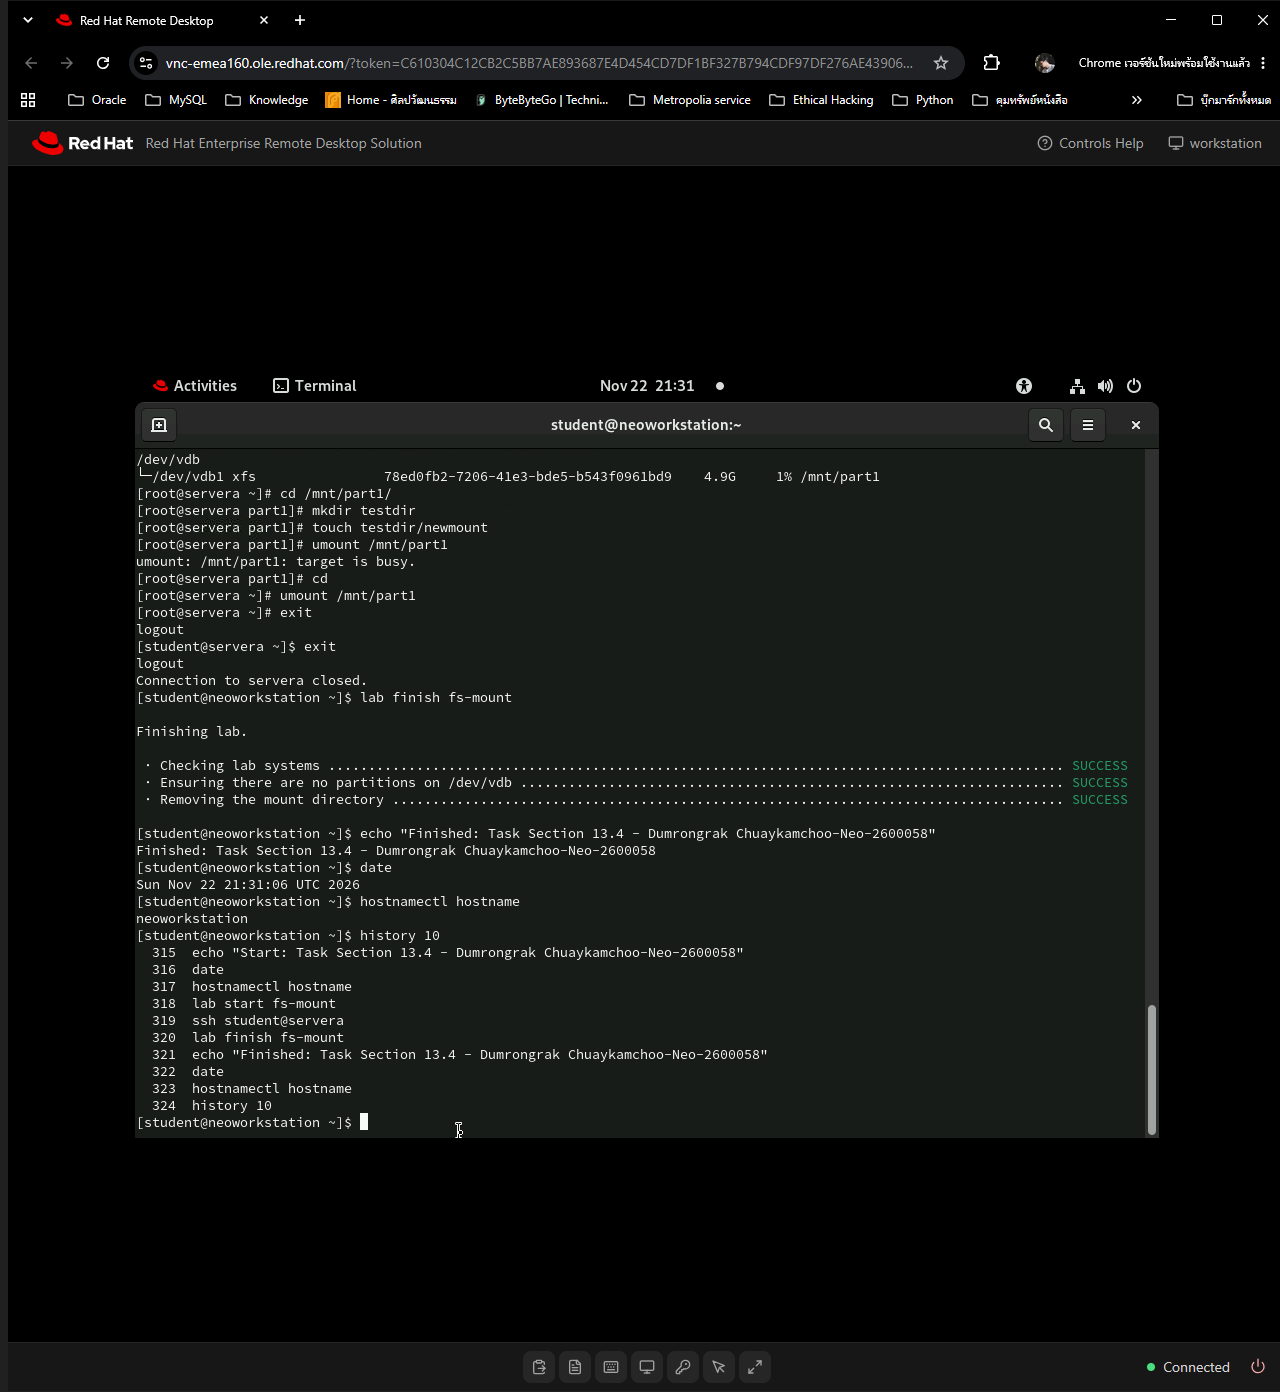 Red Hat Remote Desktop
vnc-emea160.ole.redhat.com/?token=C610304C12CB2C5BB7AE893687E4D454CD7DF1BF327B794CDF97DF276AE43906...
Chrome เวอร์ชันใหม่พร้อมใช้งานแล้ว
Oracle
MySQL
Knowledge
Home - ศิลปวัฒนธรรม
ByteByteGo | Techni...
Metropolia service
Ethical Hacking
Python
คุมทรัพย์หนังสือ
บุ๊กมาร์กทั้งหมด
Red Hat
Red Hat Enterprise Remote Desktop Solution
Controls Help
workstation
Activities
Terminal
Nov 22 21:31
student@neoworkstation:~
/dev/vdb
└─/dev/vdb1 xfs 78ed0fb2-7206-41e3-bde5-b543f0961bd9 4.9G 1% /mnt/part1
[root@servera ~]# cd /mnt/part1/
[root@servera part1]# mkdir testdir
[root@servera part1]# touch testdir/newmount
[root@servera part1]# umount /mnt/part1
umount: /mnt/part1: target is busy.
[root@servera part1]# cd
[root@servera ~]# umount /mnt/part1
[root@servera ~]# exit
logout
[student@servera ~]$ exit
logout
Connection to servera closed.
[student@neoworkstation ~]$ lab finish fs-mount
Finishing lab.
· Checking lab systems ............................................................................................ SUCCESS
· Ensuring there are no partitions on /dev/vdb .................................................................... SUCCESS
· Removing the mount directory .................................................................................... SUCCESS
[student@neoworkstation ~]$ echo "Finished: Task Section 13.4 - Dumrongrak Chuaykamchoo-Neo-2600058"
Finished: Task Section 13.4 - Dumrongrak Chuaykamchoo-Neo-2600058
[student@neoworkstation ~]$ date
Sun Nov 22 21:31:06 UTC 2026
[student@neoworkstation ~]$ hostnamectl hostname
neoworkstation
[student@neoworkstation ~]$ history 10
315 echo "Start: Task Section 13.4 - Dumrongrak Chuaykamchoo-Neo-2600058"
316 date
317 hostnamectl hostname
318 lab start fs-mount
319 ssh student@servera
320 lab finish fs-mount
321 echo "Finished: Task Section 13.4 - Dumrongrak Chuaykamchoo-Neo-2600058"
322 date
323 hostnamectl hostname
324 history 10
[student@neoworkstation ~]$
Connected